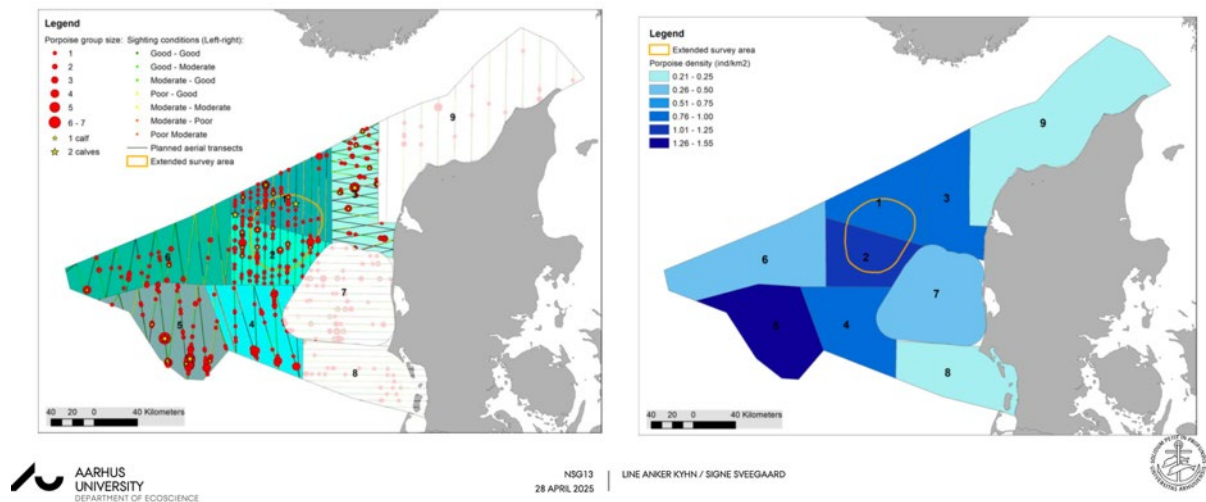 Legend
Porpoise group size: Sighting conditions (Left-right):
1 Good - Good
2 Good - Moderate
3 Moderate - Good
4 Poor - Good
5 Moderate - Moderate
6 - 7 Moderate - Poor
1 calf Poor Moderate
2 calves Planned aerial transects
Extended survey area
9
3
1
2
6
7
5
4
8
40 20 0 40 Kilometers
Legend
Extended survey area
Porpoise density (ind/km2)
0.21 - 0.25
0.26 - 0.50
0.51 - 0.75
0.76 - 1.00
1.01 - 1.25
1.26 - 1.55
9
1
3
6
2
7
5
4
8
40 20 0 40 Kilometers
AARHUS
UNIVERSITY
DEPARTMENT OF ECOSCIENCE
NSG13
28 APRIL 2025
LINE ANKER KYHN / SIGNE SVEEGAARD